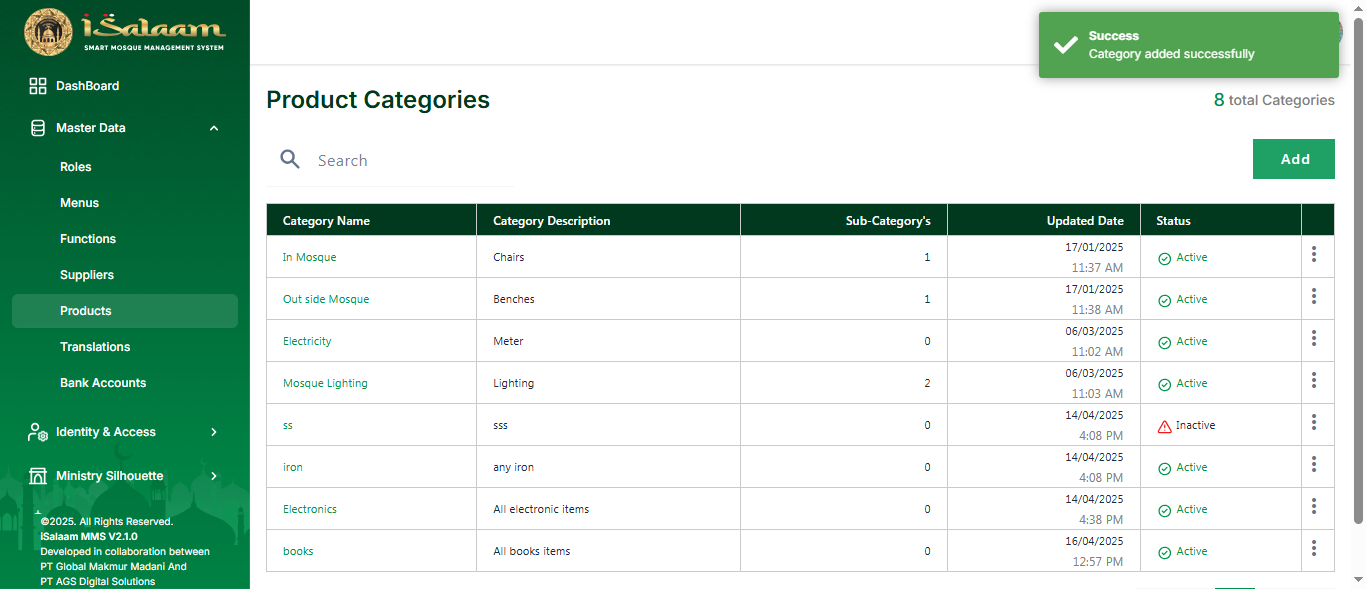 iSalaam
SMART MOSQUE MANAGEMENT SYSTEM
Success
Category added successfully
DashBoard
Master Data
Roles
Menus
Functions
Suppliers
Products
Translations
Bank Accounts
Identity & Access
Ministry Silhouette
©2025. All Rights Reserved.
iSalaam MMS V2.1.0
Developed in collaboration between
PT Global Makmur Madani And
PT AGS Digital Solutions
Product Categories
8 total Categories
Search
Add
Category Name Category Description Sub-Category's Updated Date Status
In Mosque Chairs 1 17/01/2025 11:37 AM Active
Out side Mosque Benches 1 17/01/2025 11:38 AM Active
Electricity Meter 0 06/03/2025 11:02 AM Active
Mosque Lighting Lighting 2 06/03/2025 11:03 AM Active
ss sss 0 14/04/2025 4:08 PM Inactive
iron any iron 0 14/04/2025 4:08 PM Active
Electronics All electronic items 0 14/04/2025 4:38 PM Active
books All books items 0 16/04/2025 12:57 PM Active